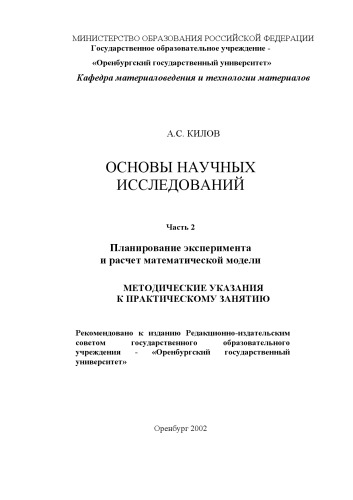 МИНИСТЕРСТВО ОБРАЗОВАНИЯ РОССИЙСКОЙ ФЕДЕРАЦИИ
Государственное образовательное учреждение -
«Оренбургский государственный университет»
Кафедра материаловедения и технологии материалов
А.С. КИЛОВ
ОСНОВЫ НАУЧНЫХ
ИССЛЕДОВАНИЙ
Часть 2
Планирование эксперимента
и расчет математической модели
МЕТОДИЧЕСКИЕ УКАЗАНИЯ
К ПРАКТИЧЕСКОМУ ЗАНЯТИЮ
Рекомендовано к изданию Редакционно-издательским
советом государственного образовательного
учреждения - «Оренбургский государственный
университет»
Оренбург 2002